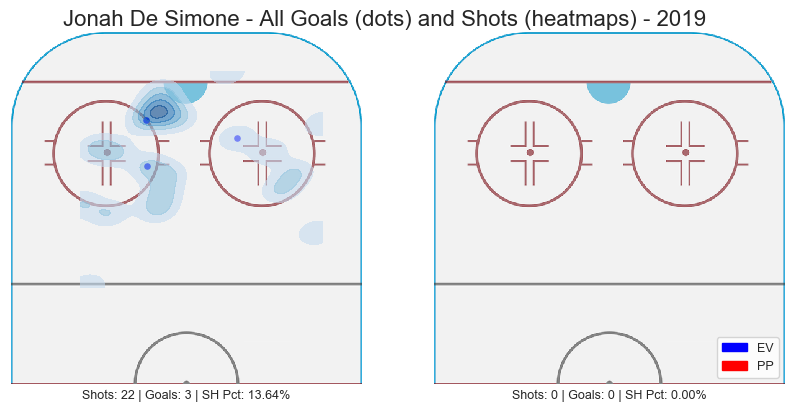 Jonah De Simone - All Goals (dots) and Shots (heatmaps) - 2019
EV
PP
Shots: 22 | Goals: 3 | SH Pct: 13.64%
Shots: 0 | Goals: 0 | SH Pct: 0.00%